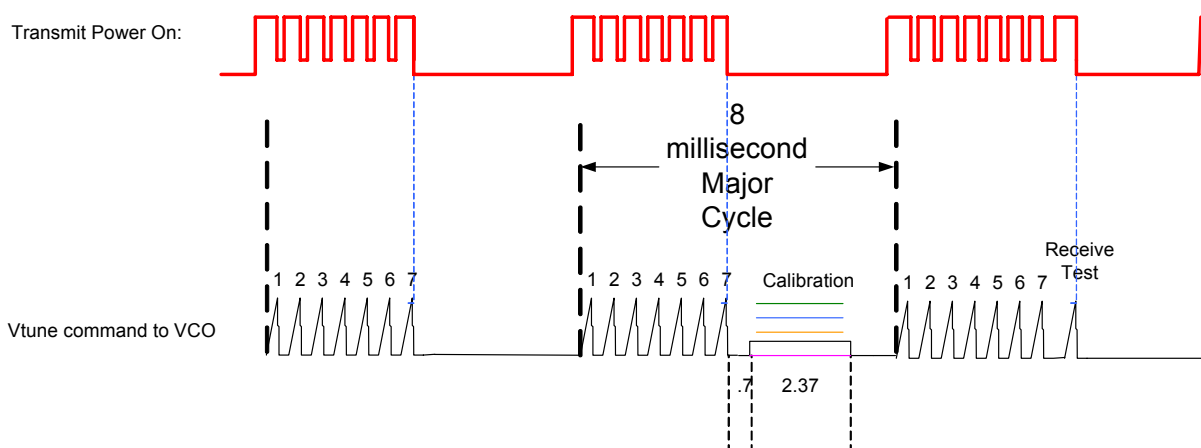 Transmit Power On:
8
millisecond
Major
Cycle
Receive
Test
1 2 3 4 5 6 7
1 2 3 4 5 6 7
Calibration
1 2 3 4 5 6 7
Vtune command to VCO
.7
2.37